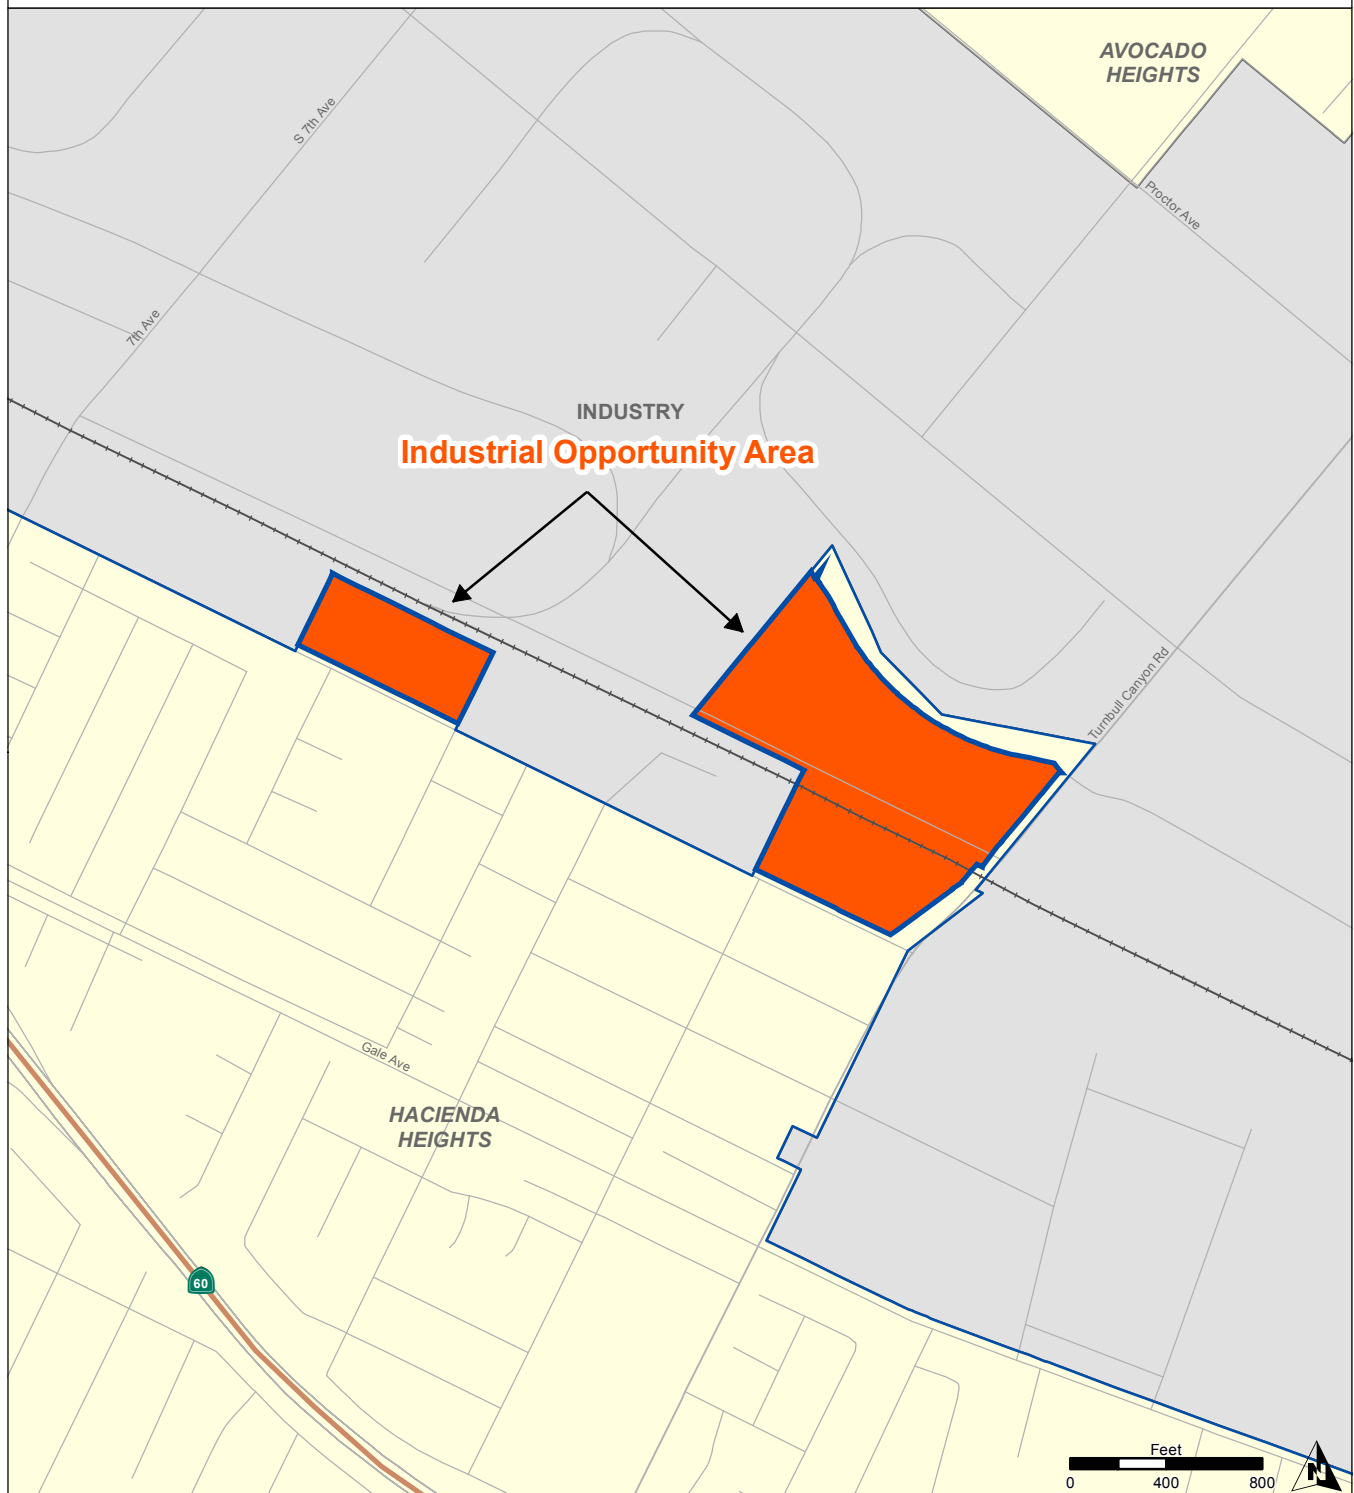 AVOCADO
HEIGHTS
S 7th Ave
Proctor Ave
7th Ave
INDUSTRY
Industrial Opportunity Area
Turnbull Canyon Rd
Gale Ave
HACIENDA
HEIGHTS
60
Feet
0 400 800
N